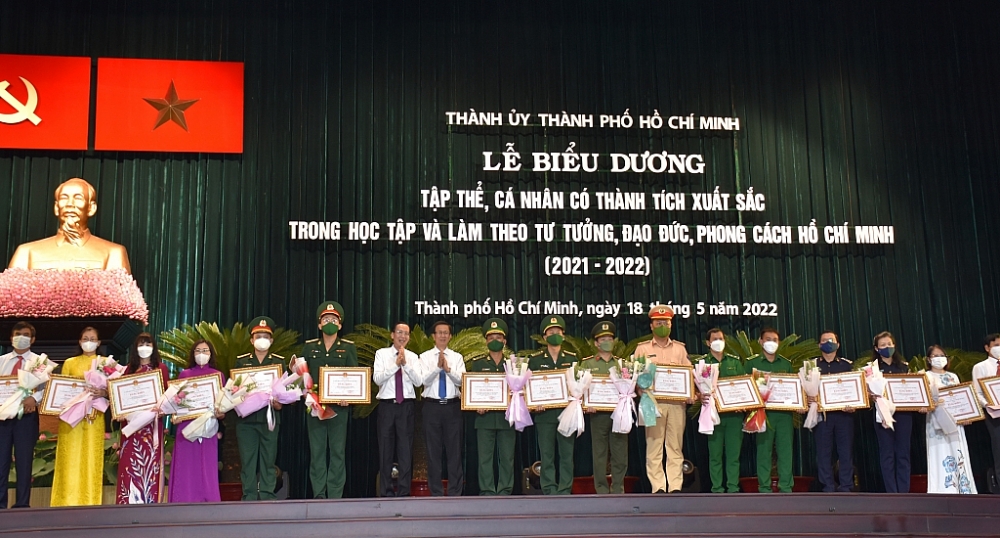 THÀNH ỦY THÀNH PHỐ HỒ CHÍ MINH
LỄ BIỂU DƯƠNG
TẬP THỂ, CÁ NHÂN CÓ THÀNH TÍCH XUẤT SẮC
TRONG HỌC TẬP VÀ LÀM THEO TƯ TƯỞNG, ĐẠO ĐỨC, PHONG CÁCH HỒ CHÍ MINH
(2021 - 2022)
Thành phố Hồ Chí Minh, ngày 18 tháng 5 năm 2022